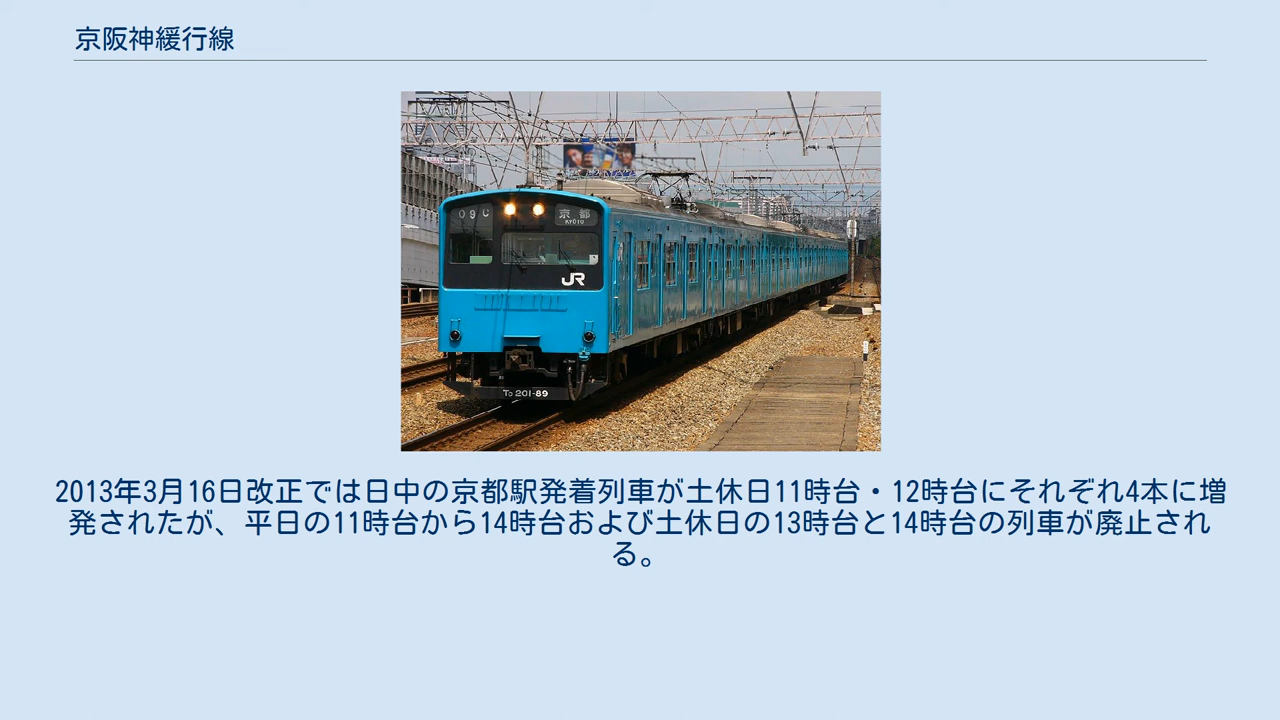 京阪神緩行線
09C
京都
KYŌTO
JR
Tc 201-89
2013年3月16日改正では日中の京都駅発着列車が土休日11時台・12時台にそれぞれ4本に増
発されたが、平日の11時台から14時台および土休日の13時台と14時台の列車が廃止され
る。